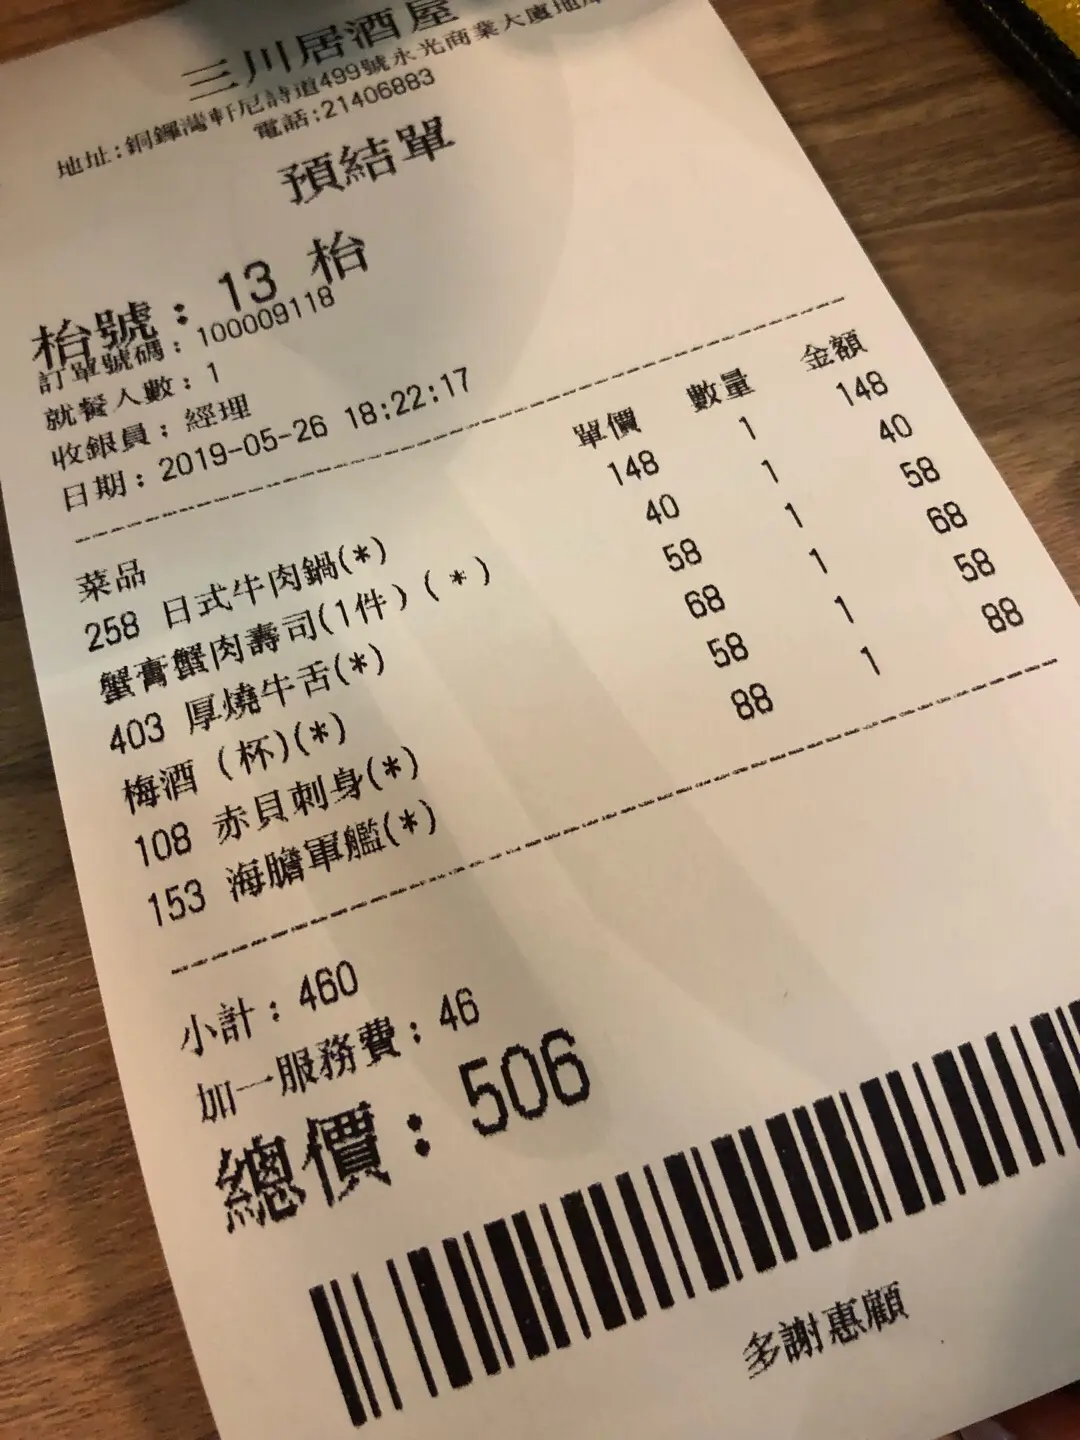 三川居酒屋
地址:銅鑼灣軒尼詩道499號永光商業大廈地庫
電話:21406883
預結單
枱號: 13 枱
訂單號碼: 100009118
就餐人數: 1
收銀員: 經理
日期: 2019-05-26 18:22:17
菜品 單價 數量 金額
258 日式牛肉鍋(*) 148 1 148
蟹膏蟹肉壽司(1件)(*) 40 1 40
403 厚燒牛舌(*) 58 1 58
梅酒 (杯)(*) 68 1 68
108 赤貝刺身(*) 58 1 58
153 海膽軍艦(*) 88 1 88
小計: 460
加一服務費: 46
總價: 506
多謝惠顧